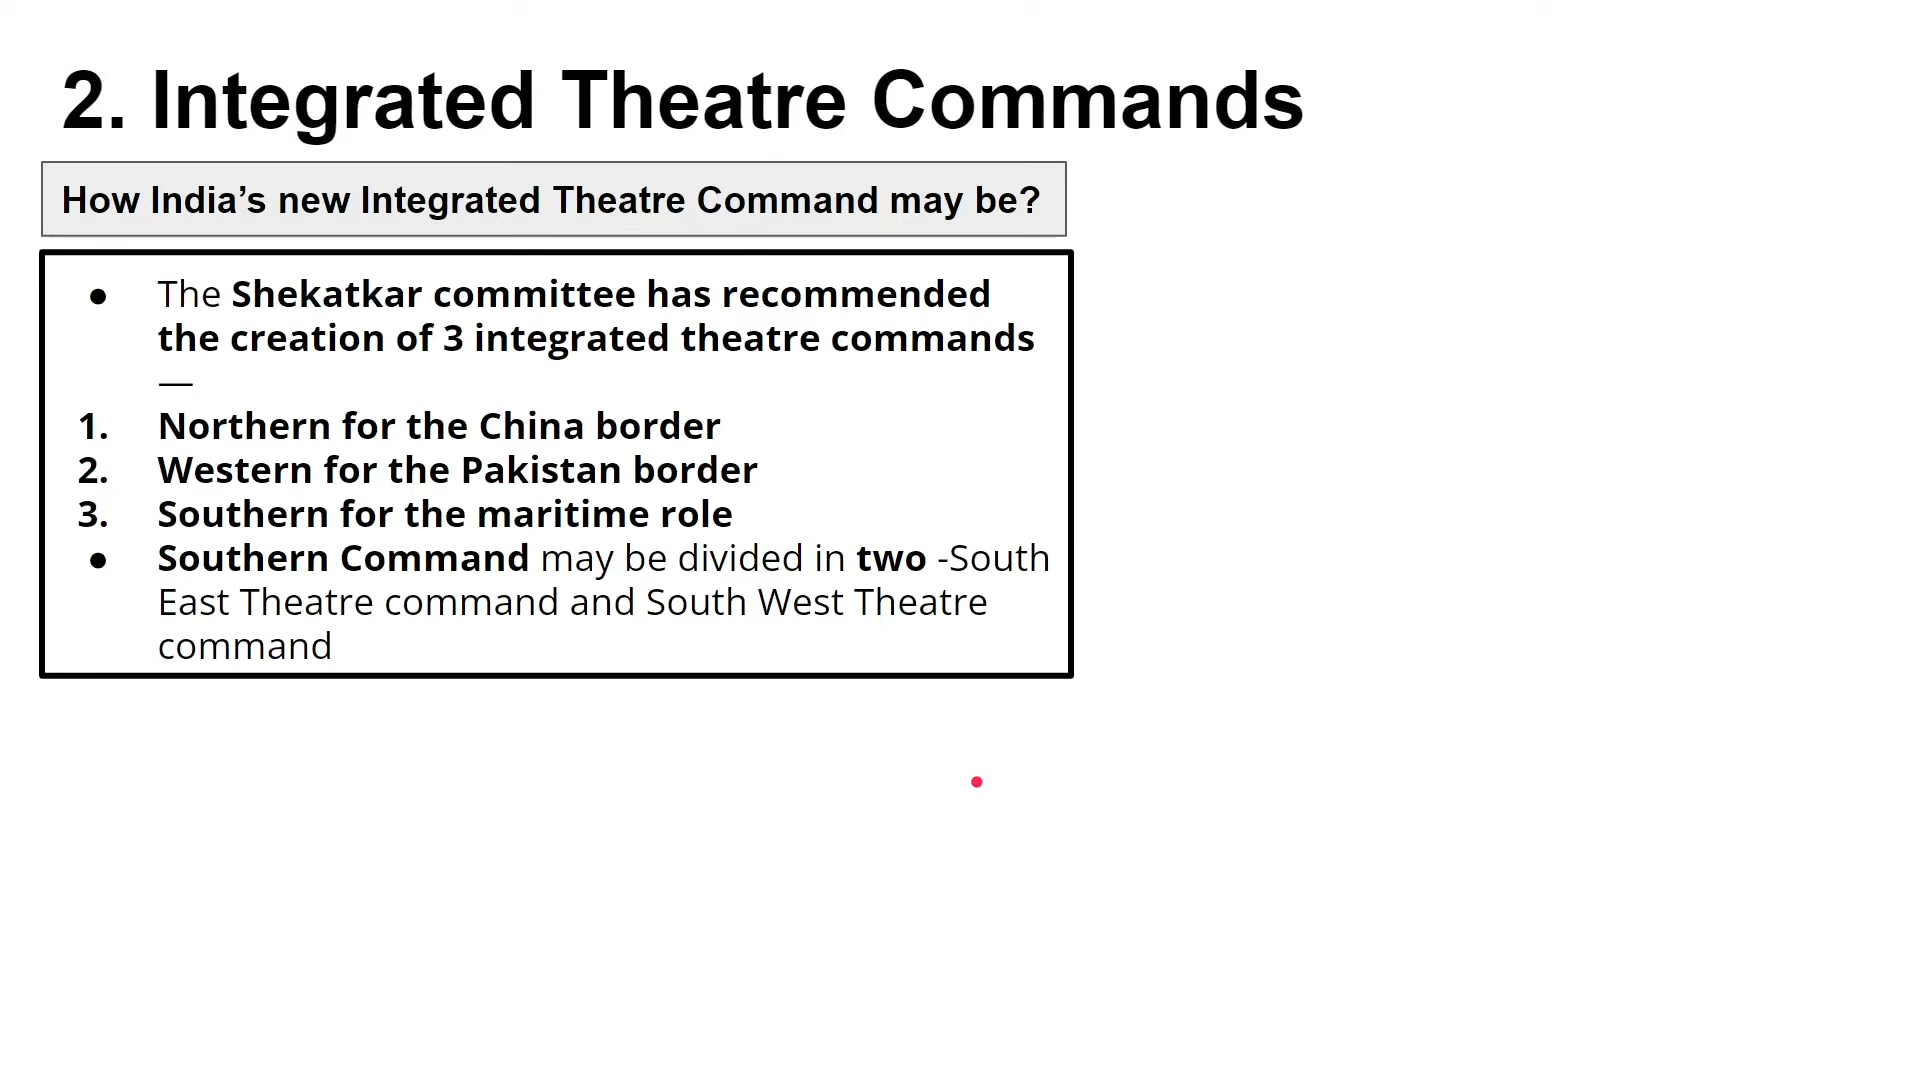 2. Integrated Theatre Commands
How India’s new Integrated Theatre Command may be?
● The Shekatkar committee has recommended
the creation of 3 integrated theatre commands
—
1. Northern for the China border
2. Western for the Pakistan border
3. Southern for the maritime role
● Southern Command may be divided in two -South
East Theatre command and South West Theatre
command